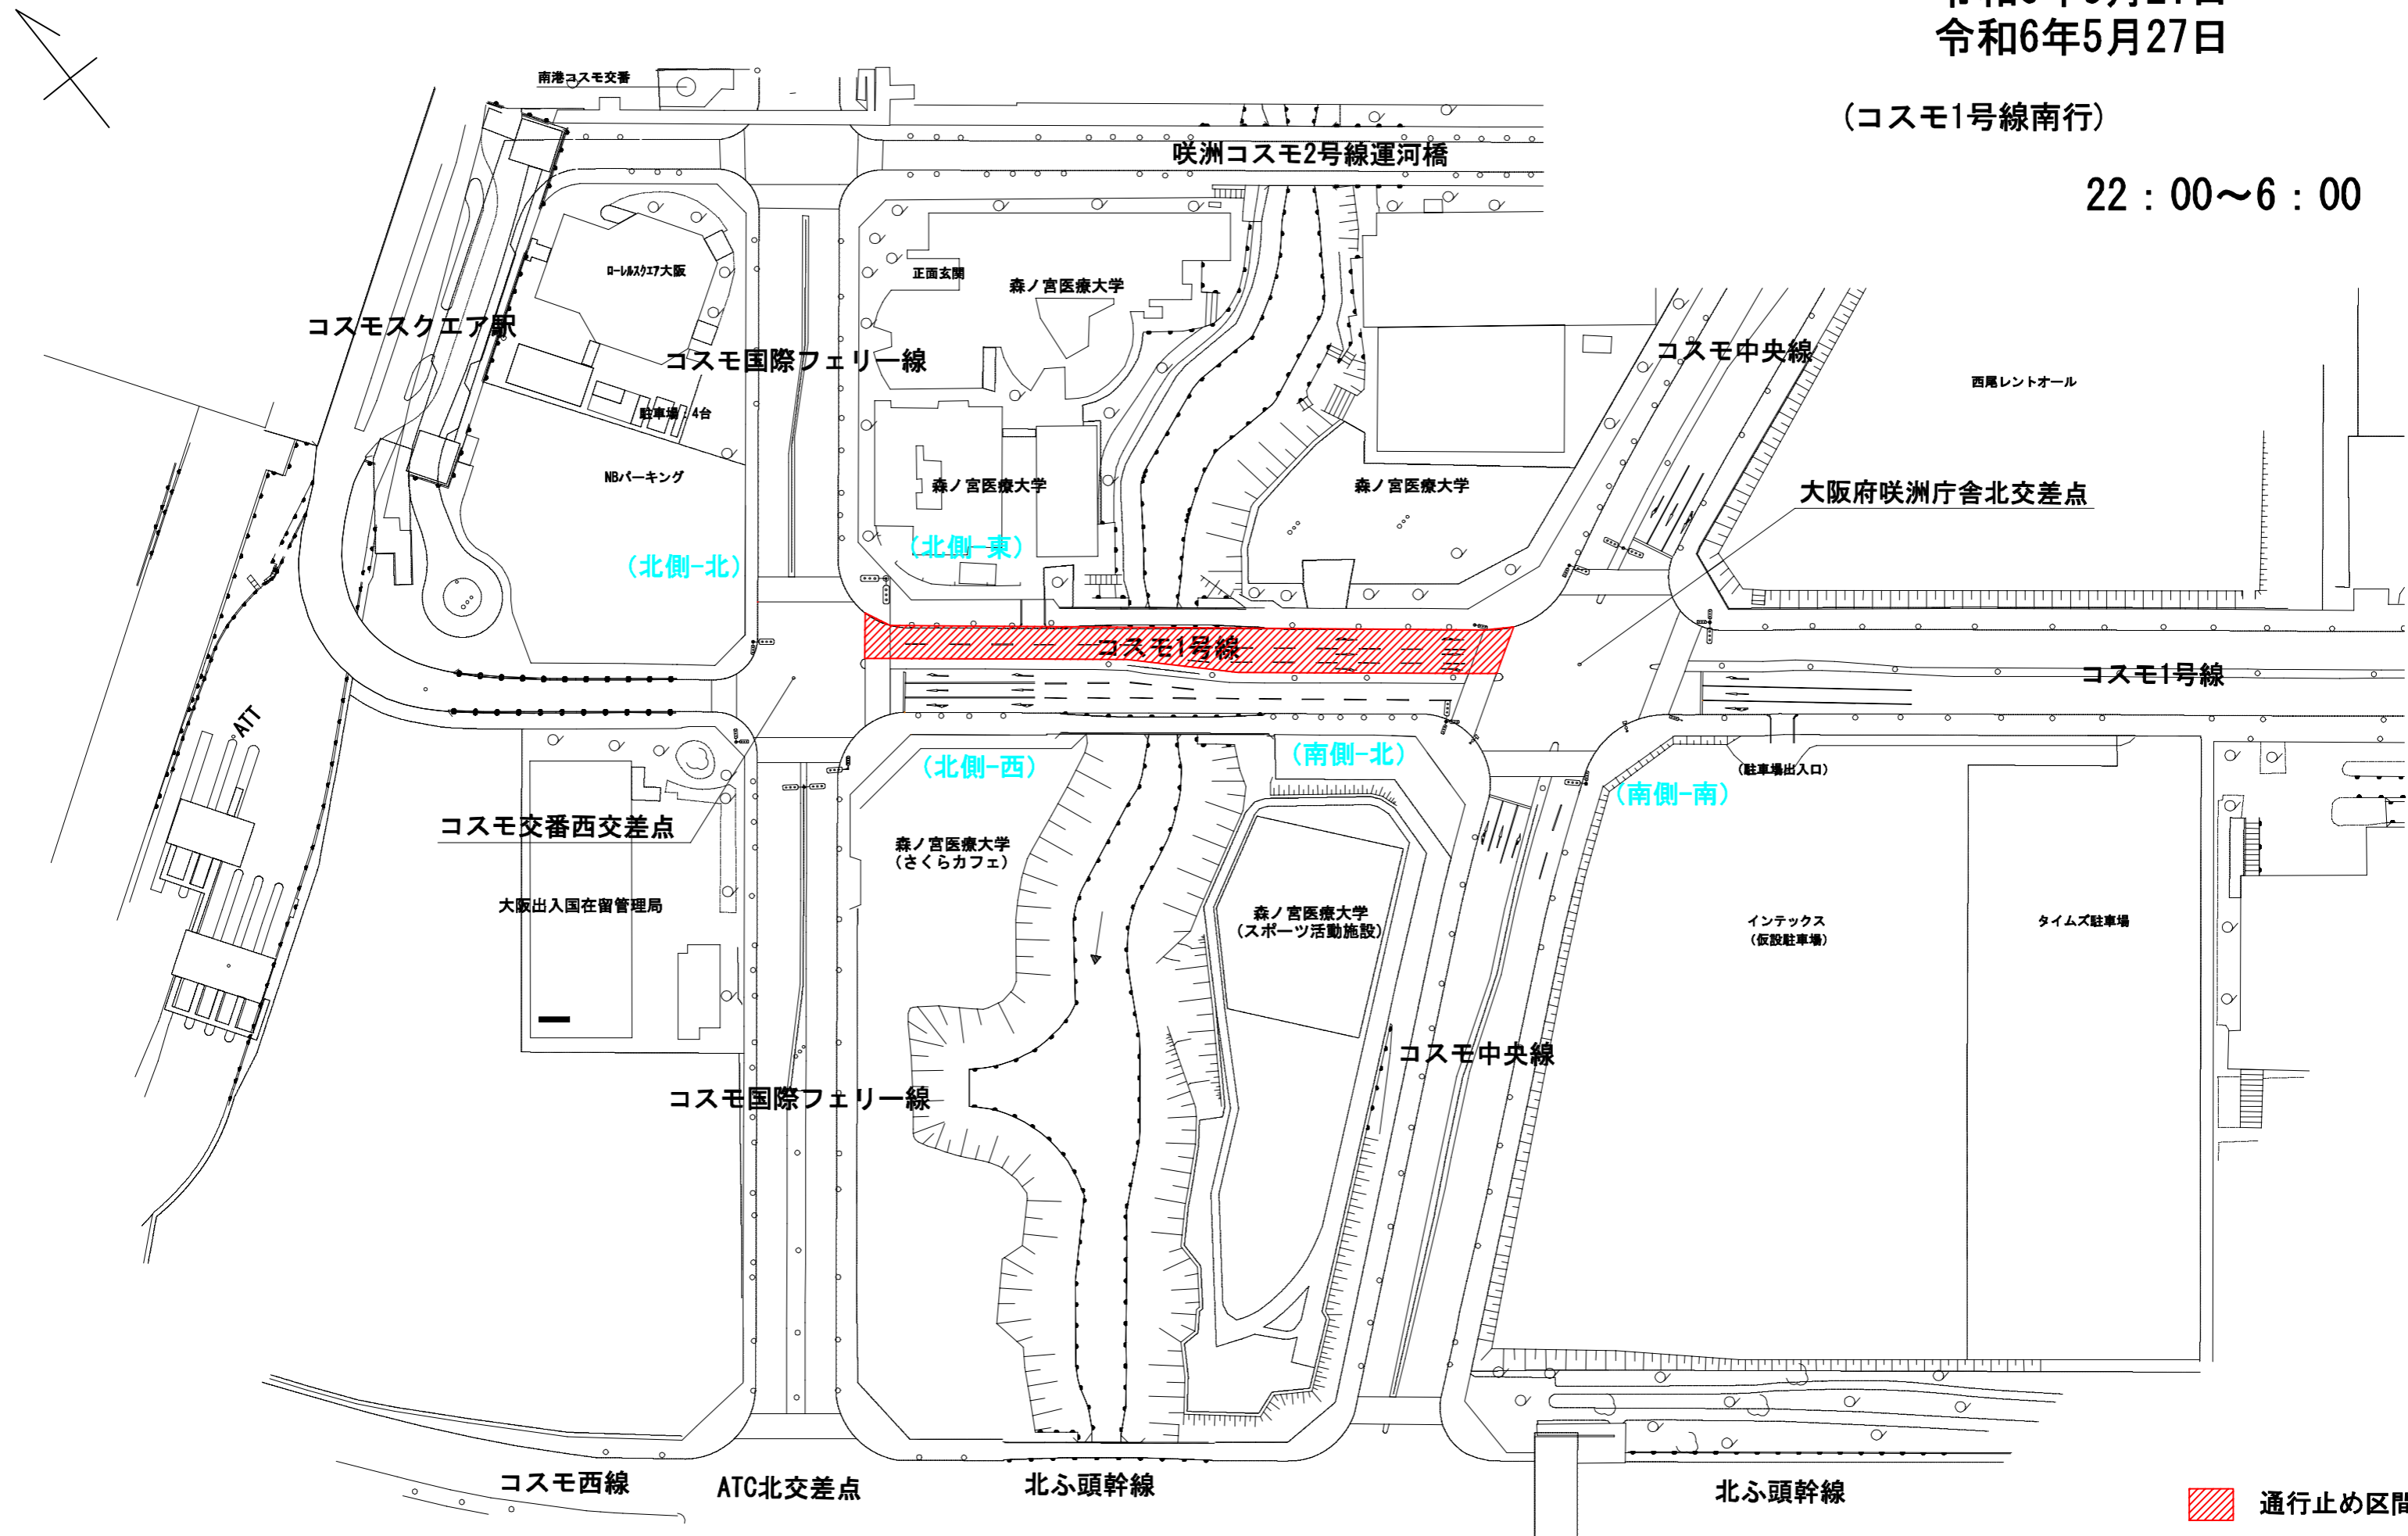 令和6年5月27日
(コスモ1号線南行)
22：00～6：00
南港コスモ交番
咲洲コスモ2号線運河橋
ローレルスクエア大阪
正面玄関
森ノ宮医療大学
コスモスクエア駅
コスモ国際フェリー線
コスモ中央線
西尾レントオール
駐車場：4台
NBパーキング
森ノ宮医療大学
森ノ宮医療大学
大阪府咲洲庁舎北交差点
(北側-北)
(北側-東)
コスモ1号線
コスモ1号線
ATT
(北側-西)
(南側-北)
(駐車場出入口)
(南側-南)
コスモ交番西交差点
森ノ宮医療大学
(さくらカフェ)
大阪出入国在留管理局
森ノ宮医療大学
(スポーツ活動施設)
インテックス
(仮設駐車場)
タイムズ駐車場
コスモ中央線
コスモ国際フェリー線
コスモ西線
ATC北交差点
北ふ頭幹線
北ふ頭幹線
通行止め区間